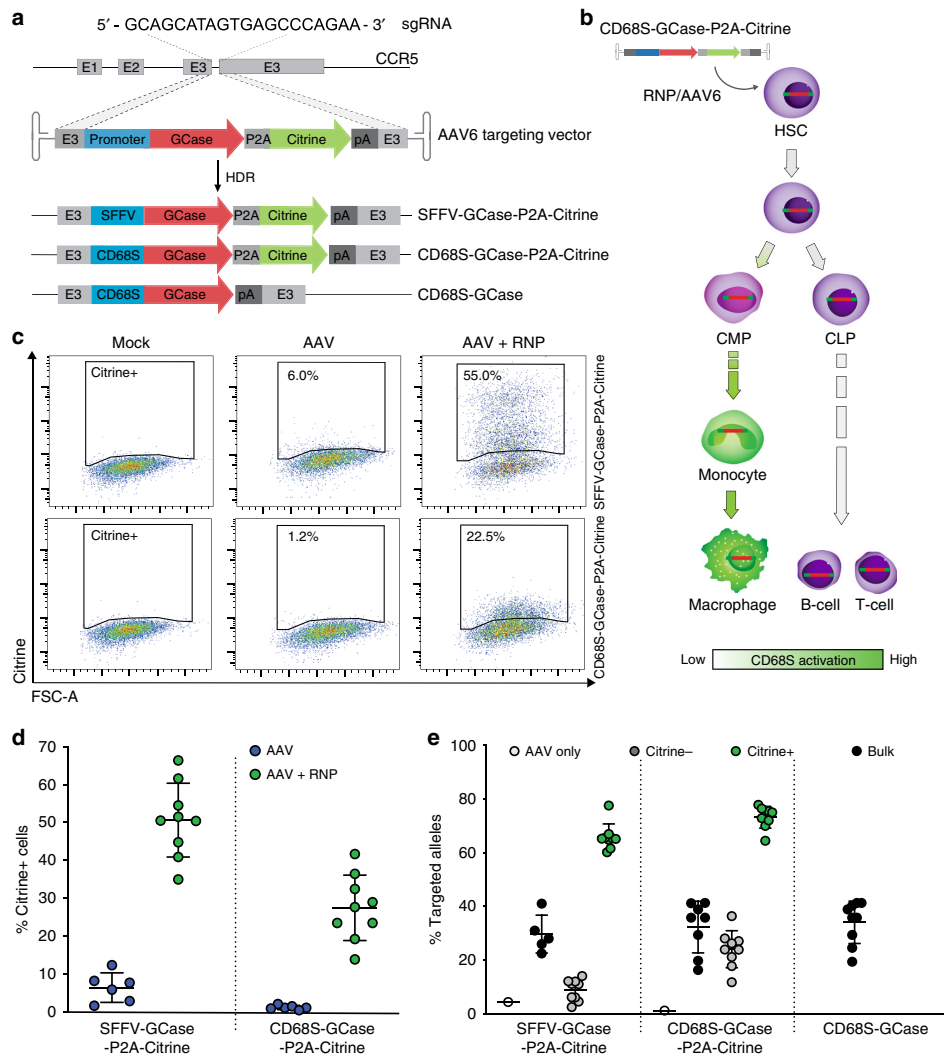 a
5′ - GCAGCATAGTGAGCCCAGAA - 3′ sgRNA
E1 E2 E3 E3 CCR5
E3 Promoter GCase P2A Citrine pA E3 AAV6 targeting vector
HDR
E3 SFFV GCase P2A Citrine pA E3 SFFV-GCase-P2A-Citrine
E3 CD68S GCase P2A Citrine pA E3 CD68S-GCase-P2A-Citrine
E3 CD68S GCase pA E3 CD68S-GCase
b
CD68S-GCase-P2A-Citrine
RNP/AAV6
HSC
CMP CLP
Monocyte
Macrophage B-cell T-cell
Low CD68S activation High
c
Mock AAV AAV + RNP
Citrine+ 6.0% 55.0%
SFFV-GCase-P2A-Citrine
Citrine+ 1.2% 22.5%
CD68S-GCase-P2A-Citrine
Citrine
FSC-A
d
AAV
AAV + RNP
% Citrine+ cells
70
60
50
40
30
20
10
0
SFFV-GCase CD68S-GCase
-P2A-Citrine -P2A-Citrine
e
AAV only Citrine– Citrine+ Bulk
% Targeted alleles
100
80
60
40
20
0
SFFV-GCase CD68S-GCase CD68S-GCase
-P2A-Citrine -P2A-Citrine